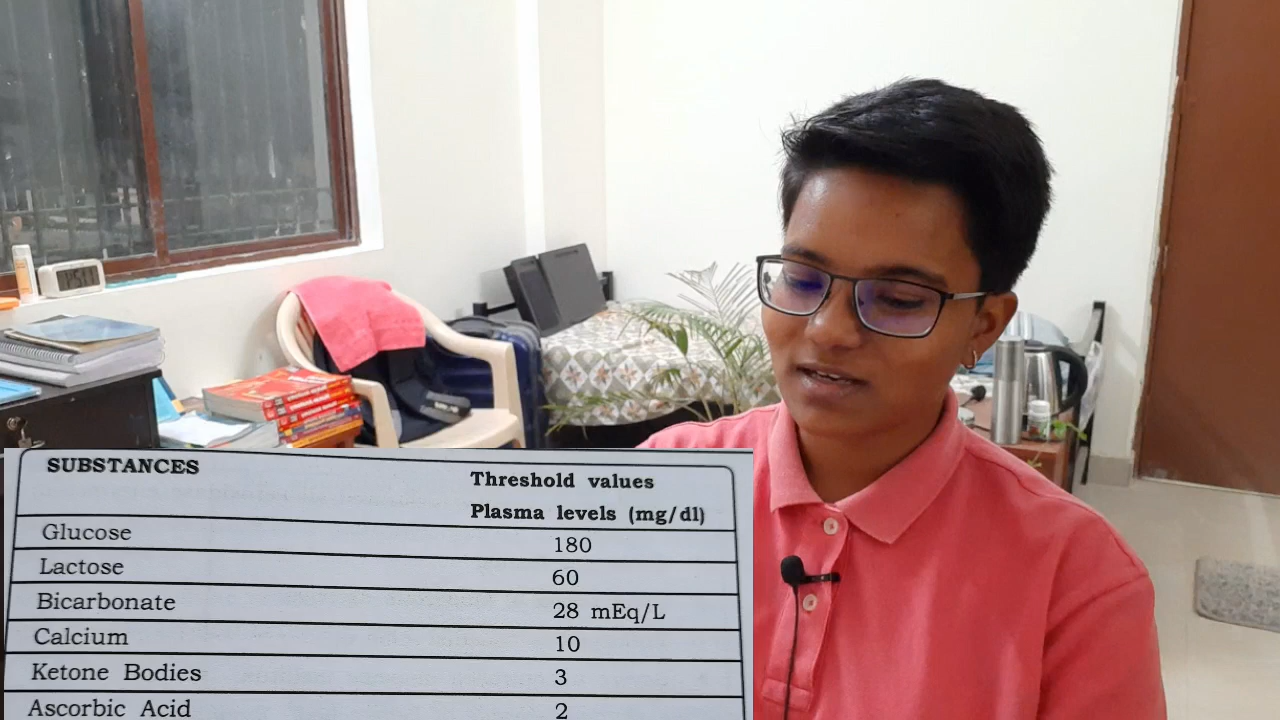 SUBSTANCES
Threshold values
Plasma levels (mg/dl)
Glucose 180
Lactose 60
Bicarbonate 28 mEq/L
Calcium 10
Ketone Bodies 3
Ascorbic Acid 2